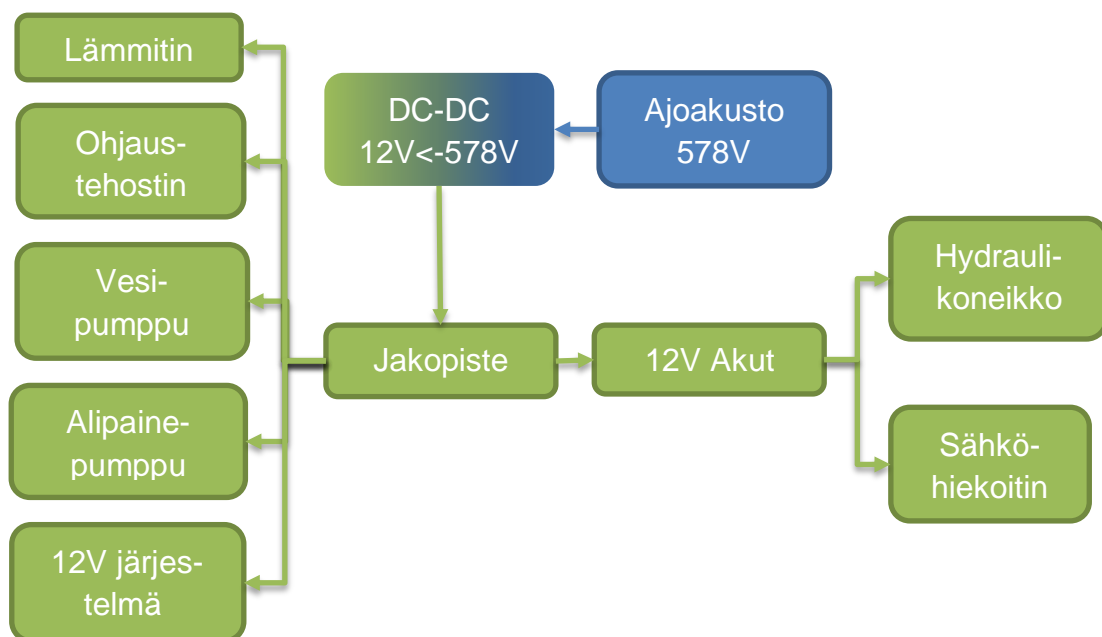 Lämmitin
Ohjaus-
tehostin
Vesi-
pumppu
Alipaine-
pumppu
12V järjes-
telmä
DC-DC
12V<-578V
Ajoakusto
578V
Jakopiste
12V Akut
Hydrauli-
koneikko
Sähkö-
hiekoitin